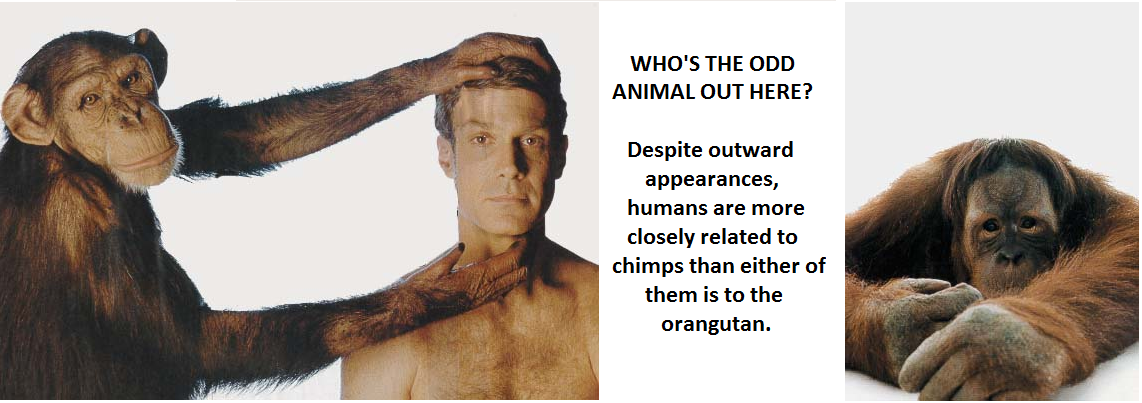 WHO'S THE ODD
ANIMAL OUT HERE?
Despite outward
appearances,
humans are more
closely related to
chimps than either of
them is to the
orangutan.